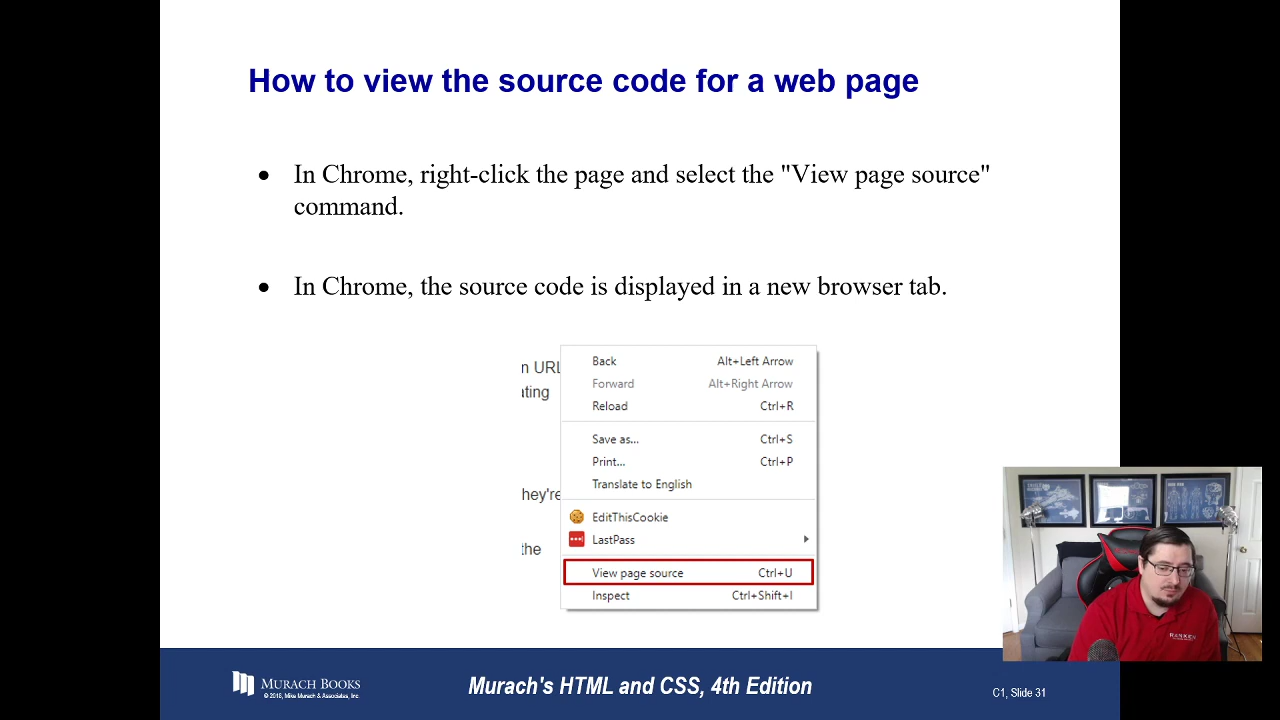 How to view the source code for a web page
• In Chrome, right-click the page and select the "View page source"
command.
• In Chrome, the source code is displayed in a new browser tab.
n URL
ating
hey're
the
Back Alt+Left Arrow
Forward Alt+Right Arrow
Reload Ctrl+R
Save as... Ctrl+S
Print... Ctrl+P
Translate to English
EditThisCookie
LastPass
View page source Ctrl+U
Inspect Ctrl+Shift+I
RANKEN
MURACH BOOKS
© 2018, Mike Murach & Associates, Inc.
Murach's HTML and CSS, 4th Edition
C1, Slide 31